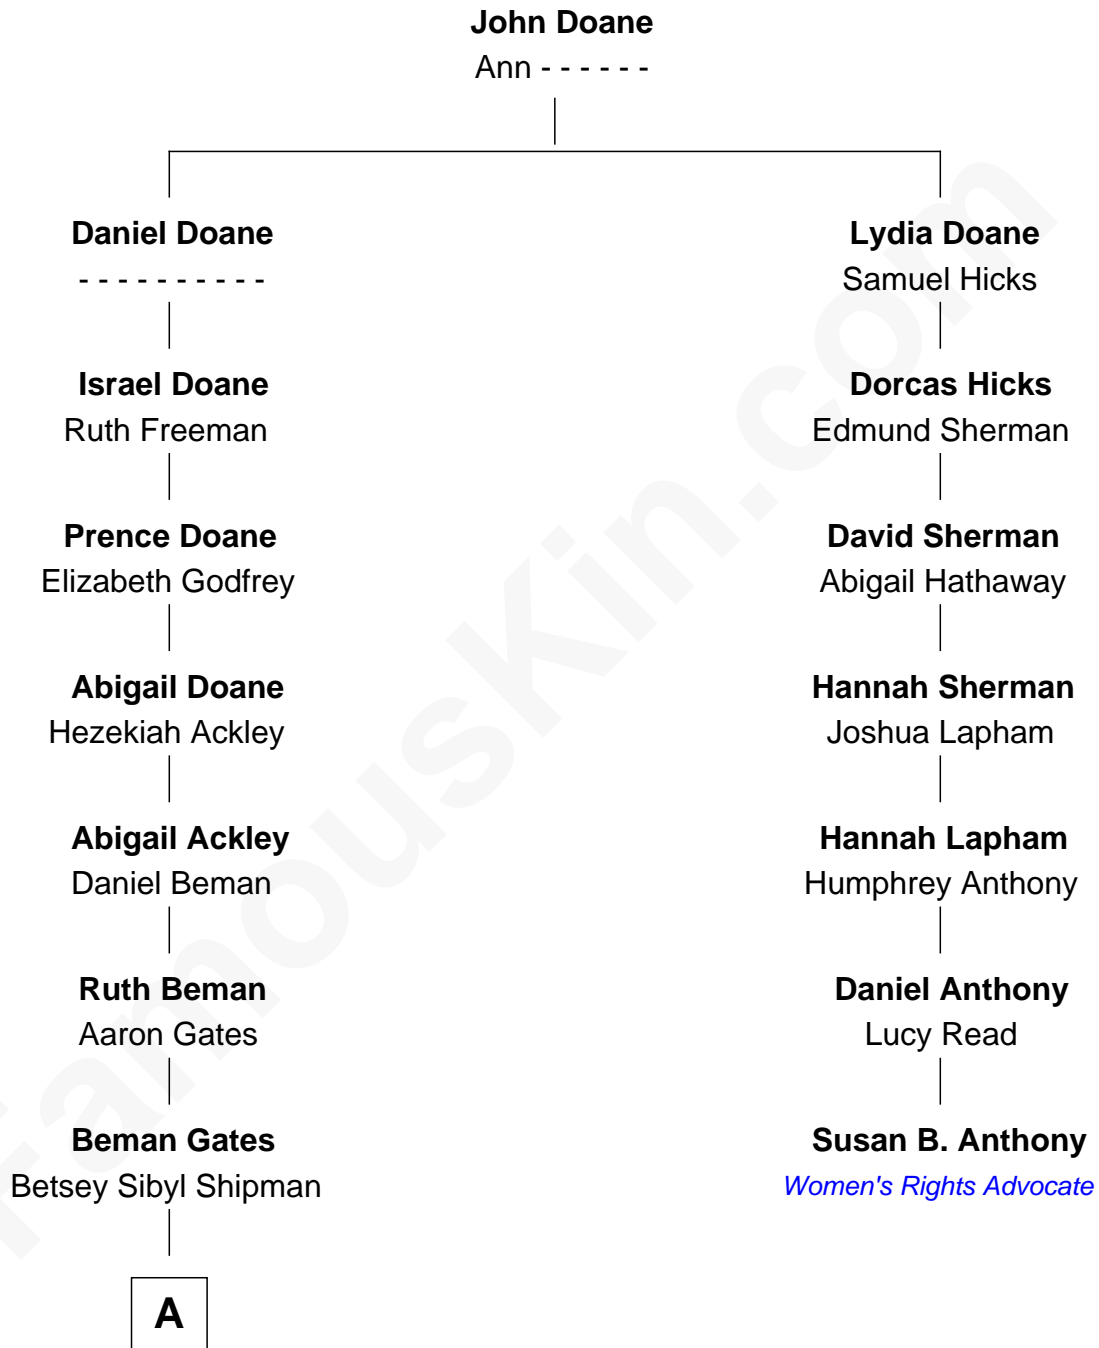 John Doane
Ann - - - - - -
Daniel Doane
- - - - - - - - - -
Lydia Doane
Samuel Hicks
Israel Doane
Ruth Freeman
Dorcas Hicks
Edmund Sherman
Prence Doane
Elizabeth Godfrey
David Sherman
Abigail Hathaway
Abigail Doane
Hezekiah Ackley
Hannah Sherman
Joshua Lapham
Abigail Ackley
Daniel Beman
Hannah Lapham
Humphrey Anthony
Ruth Beman
Aaron Gates
Daniel Anthony
Lucy Read
Beman Gates
Betsey Sibyl Shipman
Susan B. Anthony
Women's Rights Advocate
A
FamousKin.com